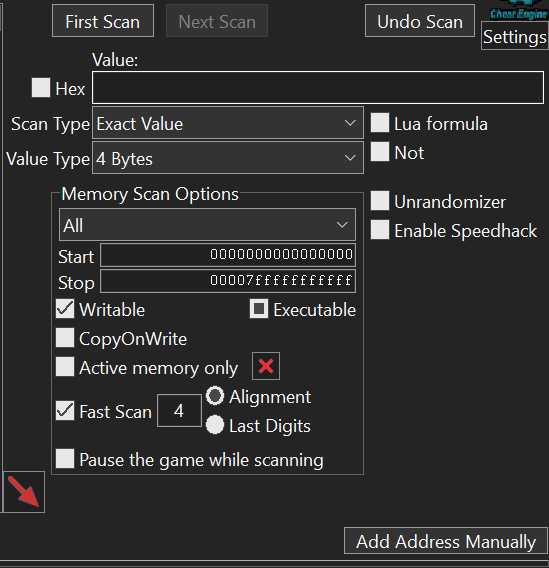 First Scan Next Scan Undo Scan
Cheat Engine
Settings
Value:
Hex
Scan Type Exact Value Lua formula
Value Type 4 Bytes Not
Memory Scan Options
Unrandomizer
All
Enable Speedhack
Start 0000000000000000
Stop 00007fffffffffff
Writable Executable
CopyOnWrite
Active memory only
Fast Scan 4 Alignment
Last Digits
Pause the game while scanning
Add Address Manually